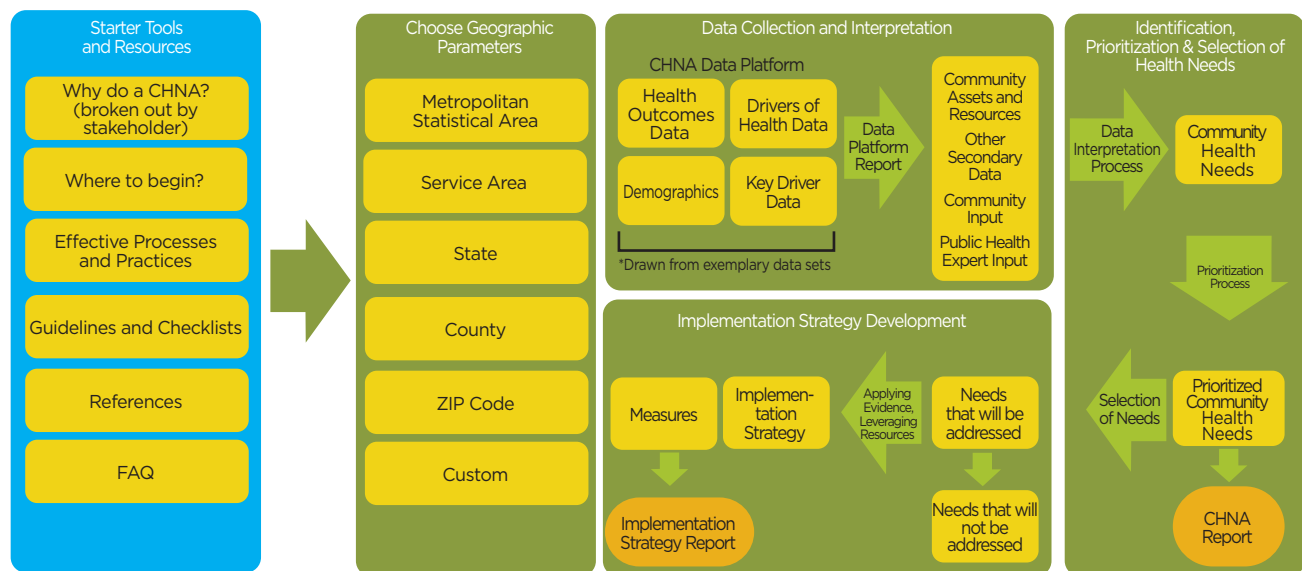 Starter Tools
and Resources
Why do a CHNA?
(broken out by
stakeholder)
Where to begin?
Effective Processes
and Practices
Guidelines and Checklists
References
FAQ
Choose Geographic
Parameters
Metropolitan
Statistical Area
Service Area
State
County
ZIP Code
Custom
Data Collection and Interpretation
CHNA Data Platform
Health
Outcomes
Data
Drivers of
Health Data
Demographics
Key Driver
Data
*Drawn from exemplary data sets
Data
Platform
Report
Community
Assets and
Resources
Other
Secondary
Data
Community
Input
Public Health
Expert Input
Identification,
Prioritization & Selection of
Health Needs
Data
Interpretation
Process
Community
Health
Needs
Prioritization
Process
Prioritized
Community
Health
Needs
Selection
of Needs
CHNA
Report
Implementation Strategy Development
Needs
that will be
addressed
Needs that will
not be
addressed
Applying
Evidence,
Leveraging
Resources
Implemen-
tation
Strategy
Measures
Implementation
Strategy Report